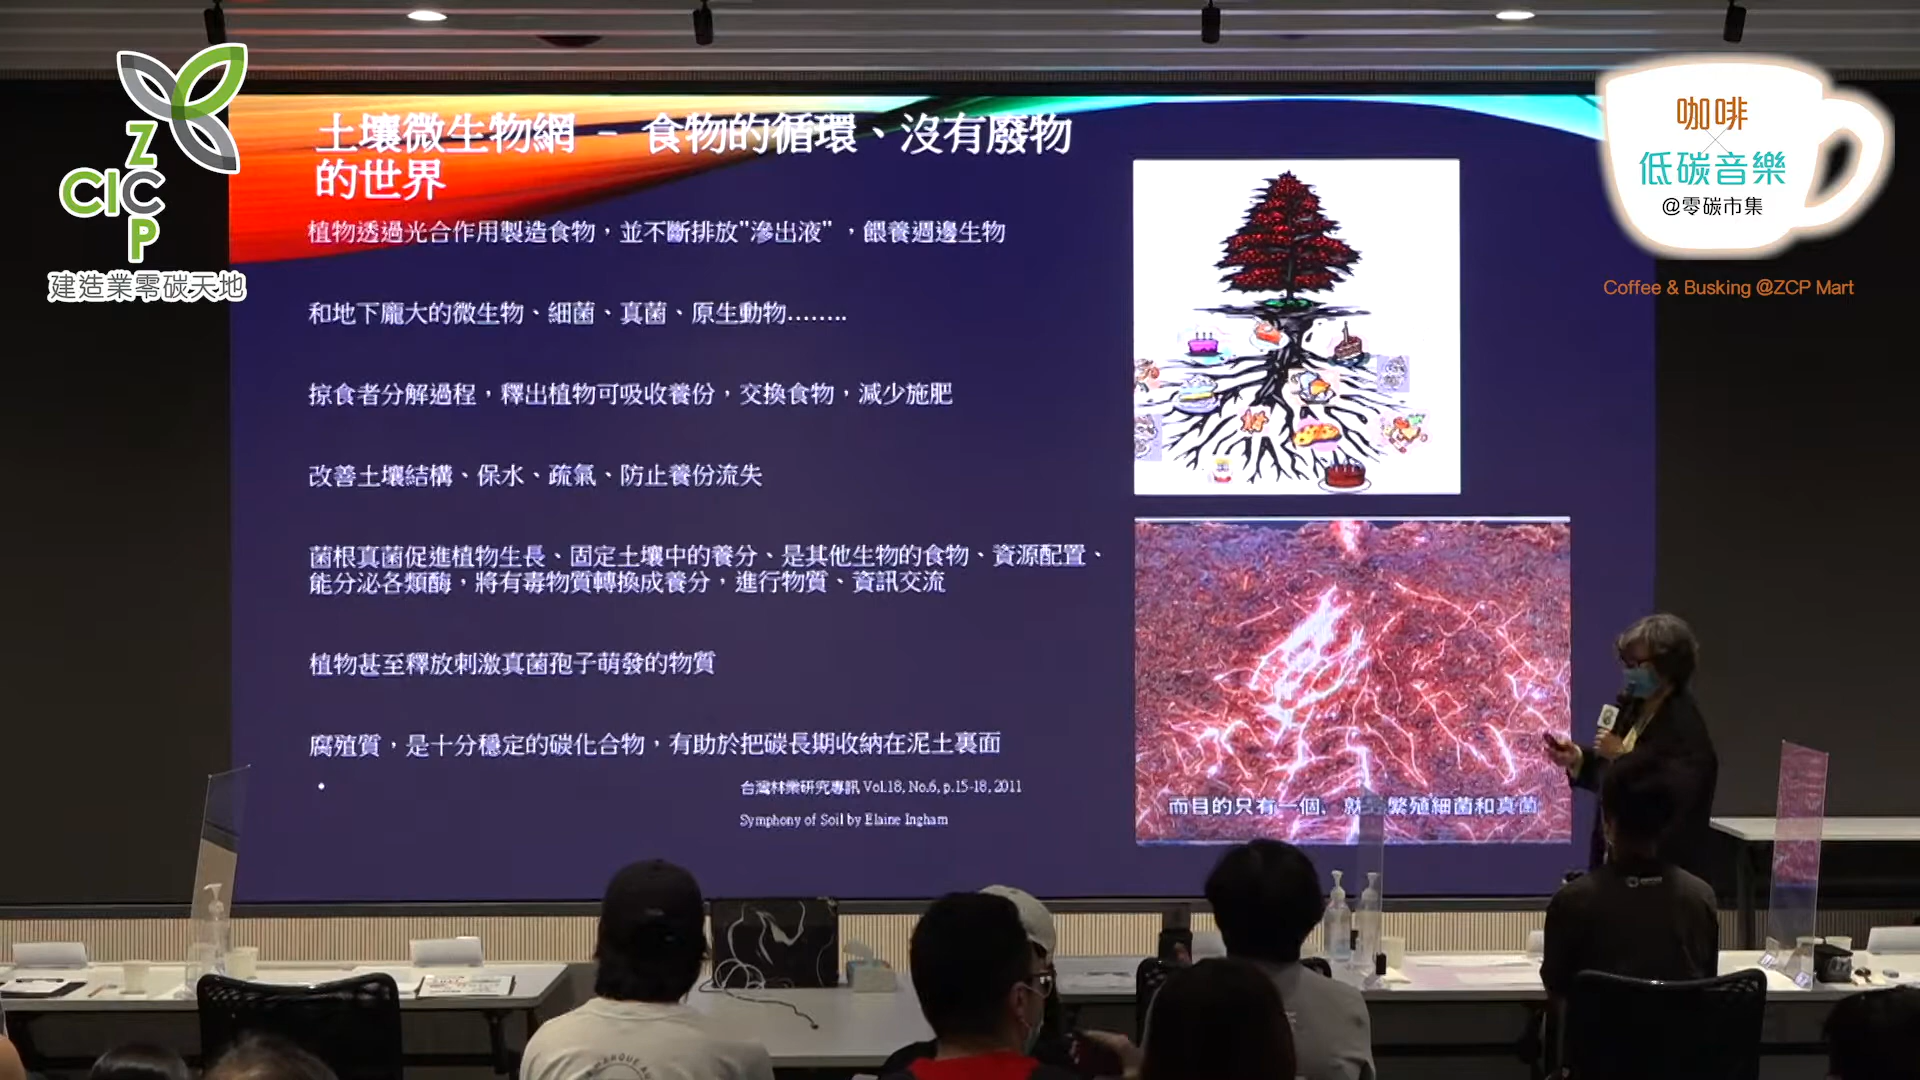 土壤微生物網 – 食物的循環、沒有廢物
的世界
植物透過光合作用製造食物，並不斷排放"滲出液"，餵養週邊生物
和地下龐大的微生物、細菌、真菌、原生動物........
掠食者分解過程，釋出植物可吸收養份，交換食物，減少施肥
改善土壤結構、保水、疏氣、防止養份流失
菌根真菌促進植物生長、固定土壤中的養分、是其他生物的食物、資源配置、
能分泌各類酶，將有毒物質轉換成養分，進行物質、資訊交流
植物甚至釋放刺激真菌孢子萌發的物質
腐殖質，是十分穩定的碳化合物，有助於把碳長期收納在泥土裏面
台灣林業研究專訊 Vol.18, No.6, p.15-18, 2011
Symphony of Soil by Elaine Ingham
而目的只有一個，就是繁殖細菌和真菌
CIC
ZCP
建造業零碳天地
咖啡
×
低碳音樂
@零碳市集
Coffee & Busking @ZCP Mart